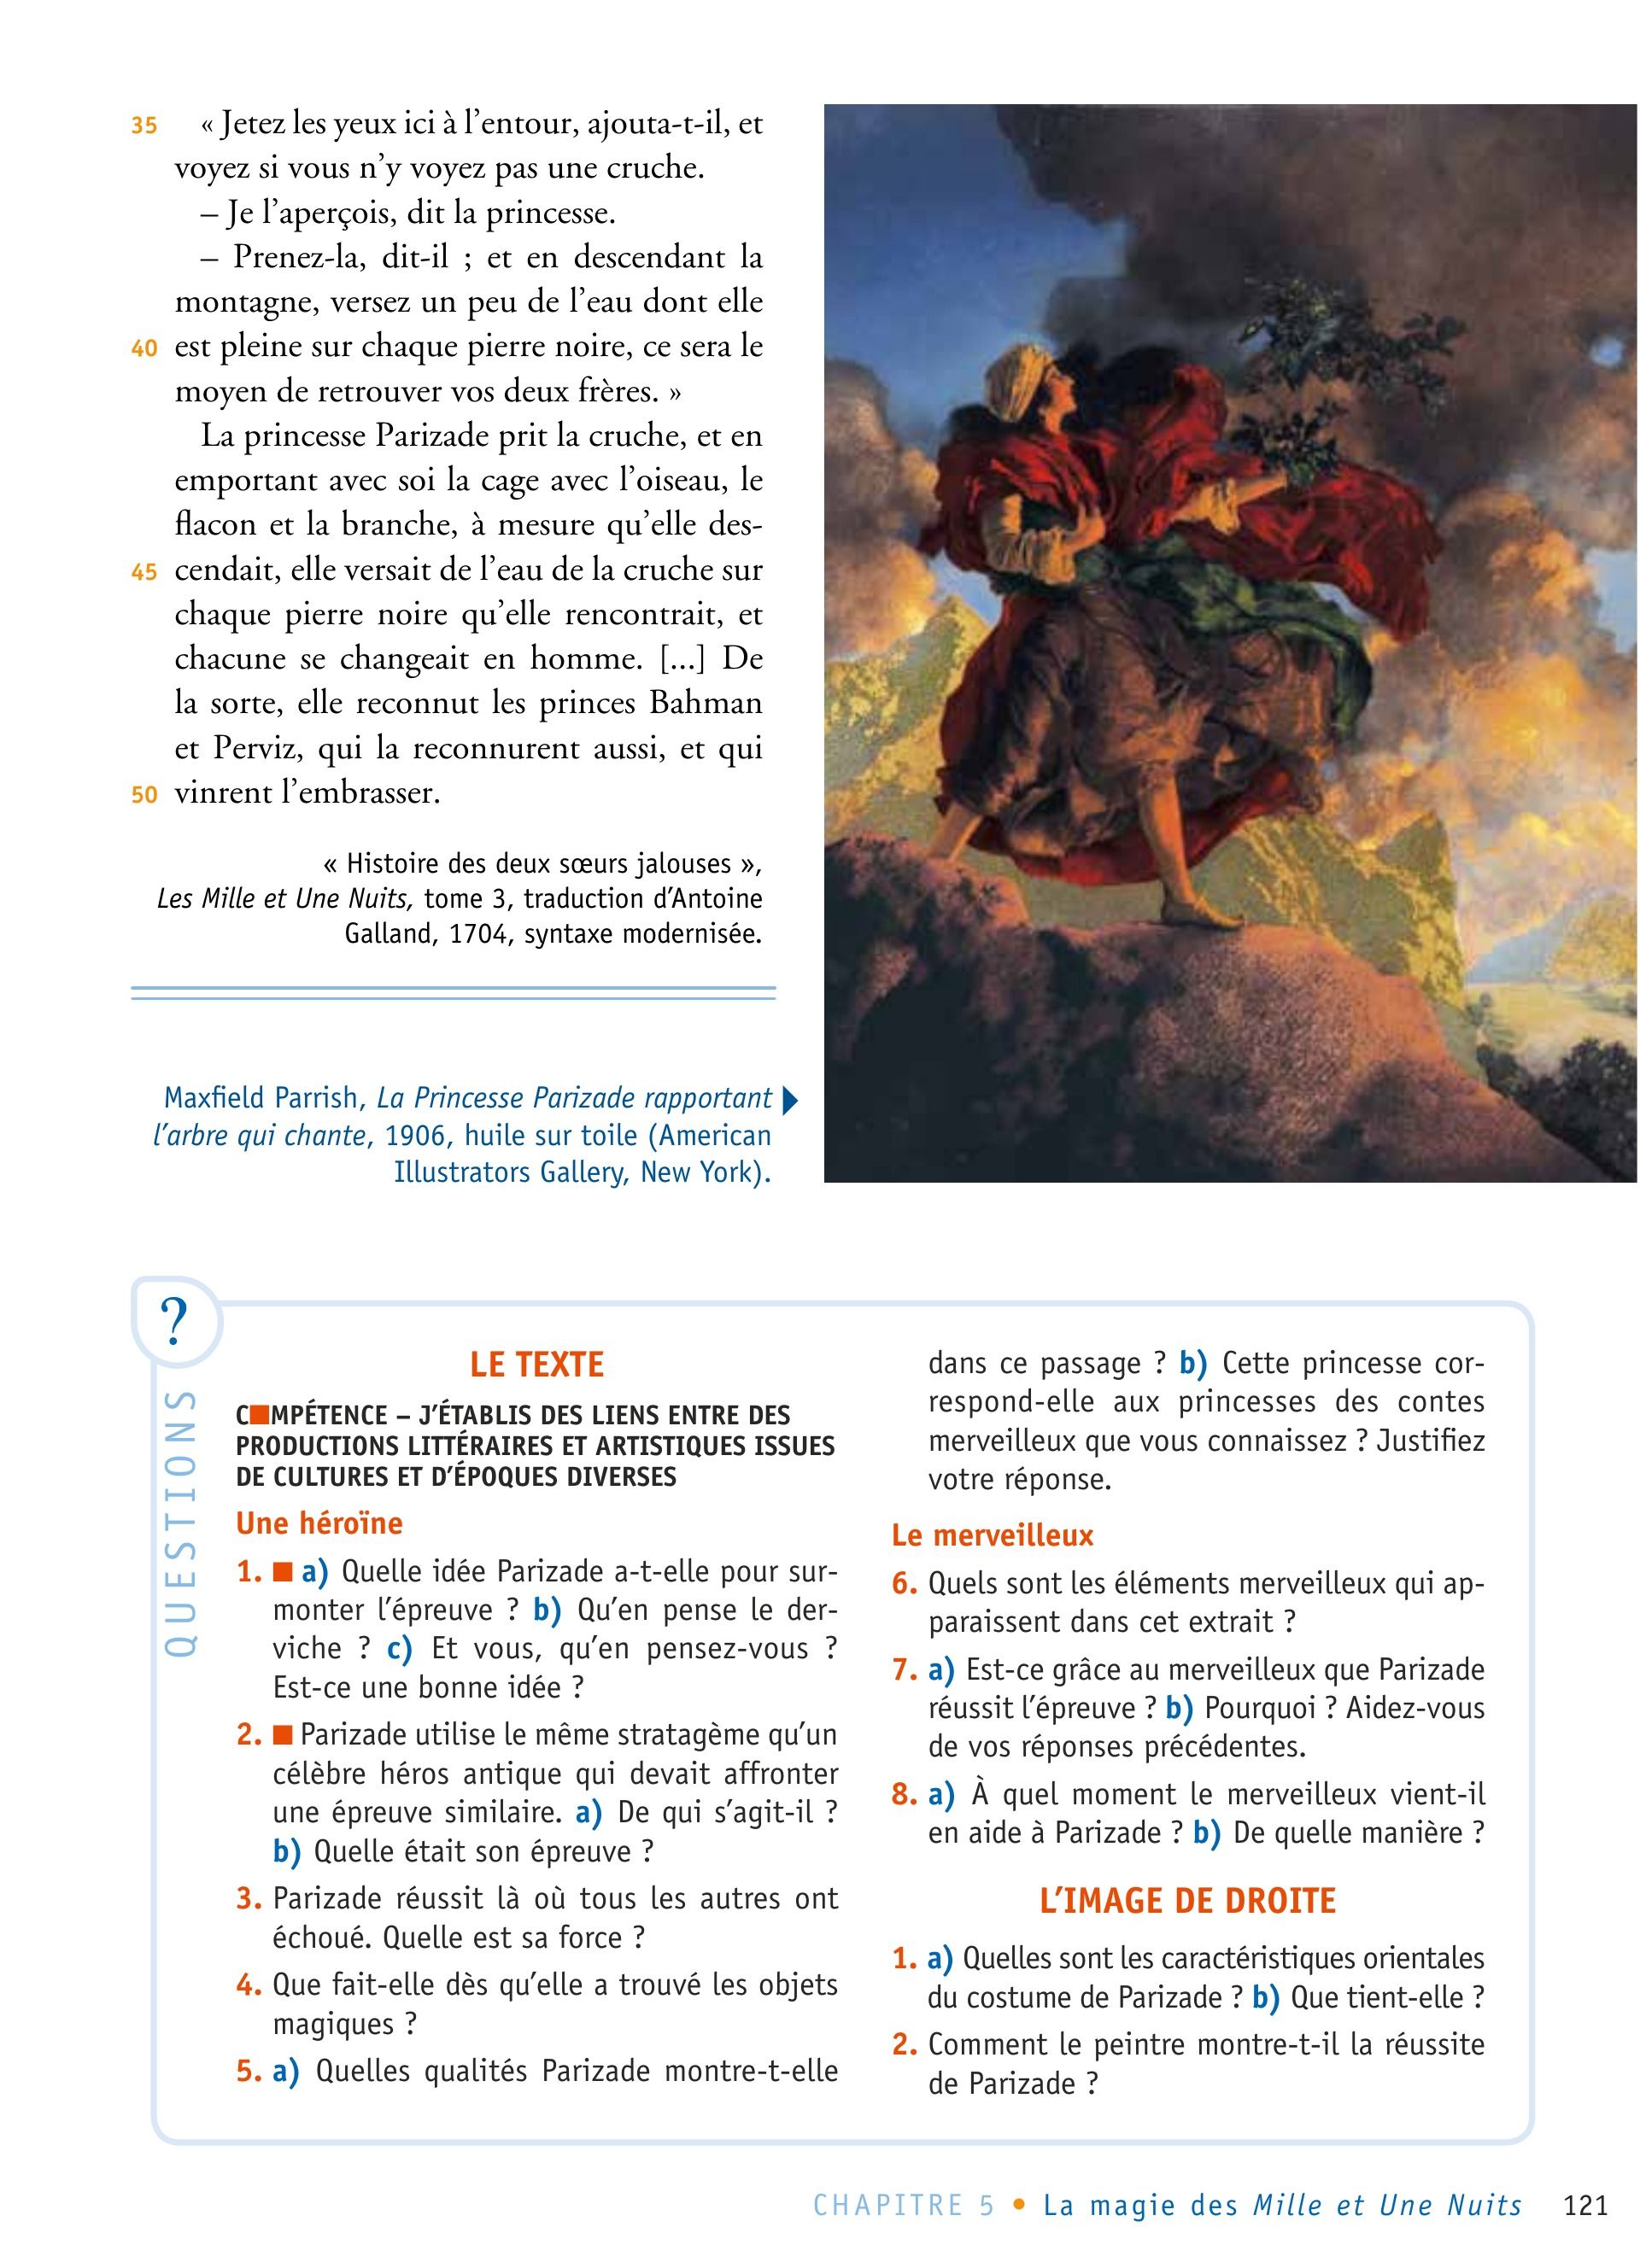 35 « Jetez les yeux ici à l’entour, ajouta-t-il, et
voyez si vous n’y voyez pas une cruche.
– Je l’aperçois, dit la princesse.
– Prenez-la, dit-il ; et en descendant la
montagne, versez un peu de l’eau dont elle
40 est pleine sur chaque pierre noire, ce sera le
moyen de retrouver vos deux frères. »
La princesse Parizade prit la cruche, et en
emportant avec soi la cage avec l’oiseau, le
flacon et la branche, à mesure qu’elle des-
45 cendait, elle versait de l’eau de la cruche sur
chaque pierre noire qu’elle rencontrait, et
chacune se changeait en homme. [...] De
la sorte, elle reconnut les princes Bahman
et Perviz, qui la reconnurent aussi, et qui
50 vinrent l’embrasser.
« Histoire des deux sœurs jalouses »,
Les Mille et Une Nuits, tome 3, traduction d’Antoine
Galland, 1704, syntaxe modernisée.
Maxfield Parrish, La Princesse Parizade rapportant
l’arbre qui chante, 1906, huile sur toile (American
Illustrators Gallery, New York).
?
QUESTIONS
LE TEXTE
C■MPÉTENCE – J’ÉTABLIS DES LIENS ENTRE DES
PRODUCTIONS LITTÉRAIRES ET ARTISTIQUES ISSUES
DE CULTURES ET D’ÉPOQUES DIVERSES
Une héroïne
1. ■ a) Quelle idée Parizade a-t-elle pour sur-
monter l’épreuve ? b) Qu’en pense le der-
viche ? c) Et vous, qu’en pensez-vous ?
Est-ce une bonne idée ?
2. ■ Parizade utilise le même stratagème qu’un
célèbre héros antique qui devait affronter
une épreuve similaire. a) De qui s’agit-il ?
b) Quelle était son épreuve ?
3. Parizade réussit là où tous les autres ont
échoué. Quelle est sa force ?
4. Que fait-elle dès qu’elle a trouvé les objets
magiques ?
5. a) Quelles qualités Parizade montre-t-elle
dans ce passage ? b) Cette princesse cor-
respond-elle aux princesses des contes
merveilleux que vous connaissez ? Justifiez
votre réponse.
Le merveilleux
6. Quels sont les éléments merveilleux qui ap-
paraissent dans cet extrait ?
7. a) Est-ce grâce au merveilleux que Parizade
réussit l’épreuve ? b) Pourquoi ? Aidez-vous
de vos réponses précédentes.
8. a) À quel moment le merveilleux vient-il
en aide à Parizade ? b) De quelle manière ?
L’IMAGE DE DROITE
1. a) Quelles sont les caractéristiques orientales
du costume de Parizade ? b) Que tient-elle ?
2. Comment le peintre montre-t-il la réussite
de Parizade ?
CHAPITRE 5 • La magie des Mille et Une Nuits 121